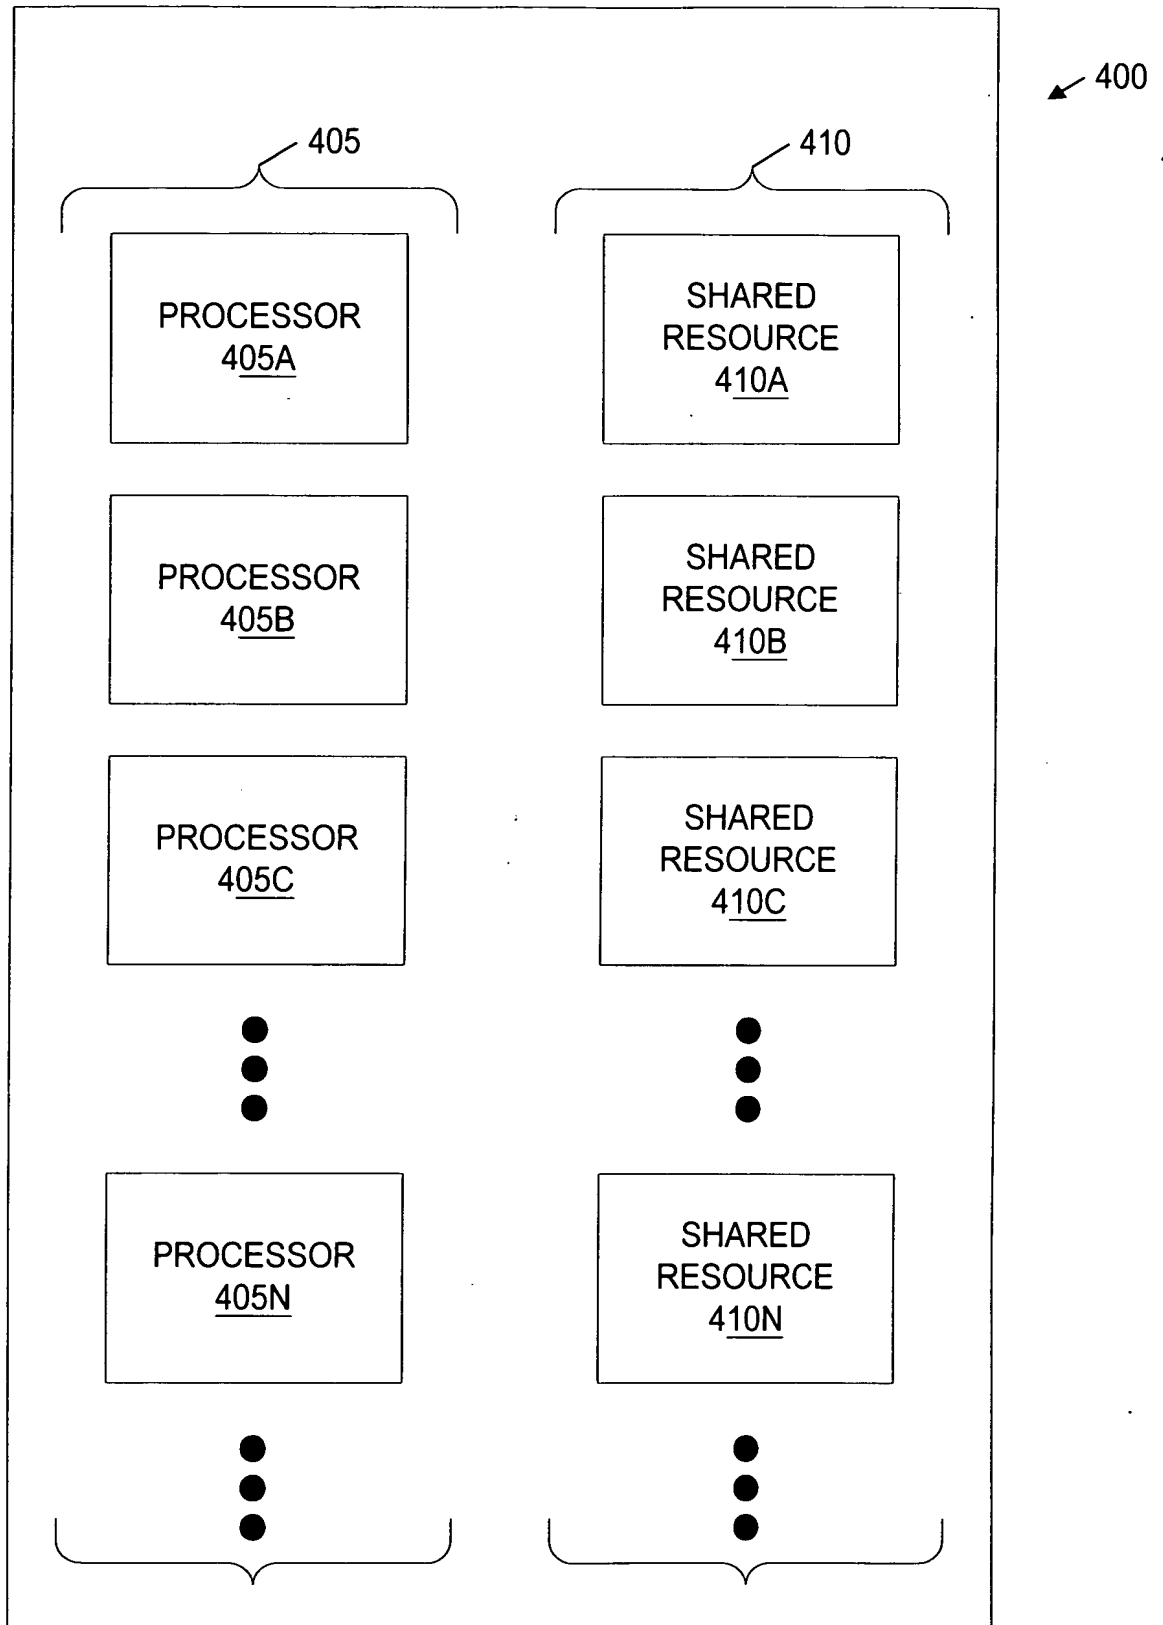 400
405
410
PROCESSOR
405A
SHARED
RESOURCE
410A
PROCESSOR
405B
SHARED
RESOURCE
410B
PROCESSOR
405C
SHARED
RESOURCE
410C
PROCESSOR
405N
SHARED
RESOURCE
410N